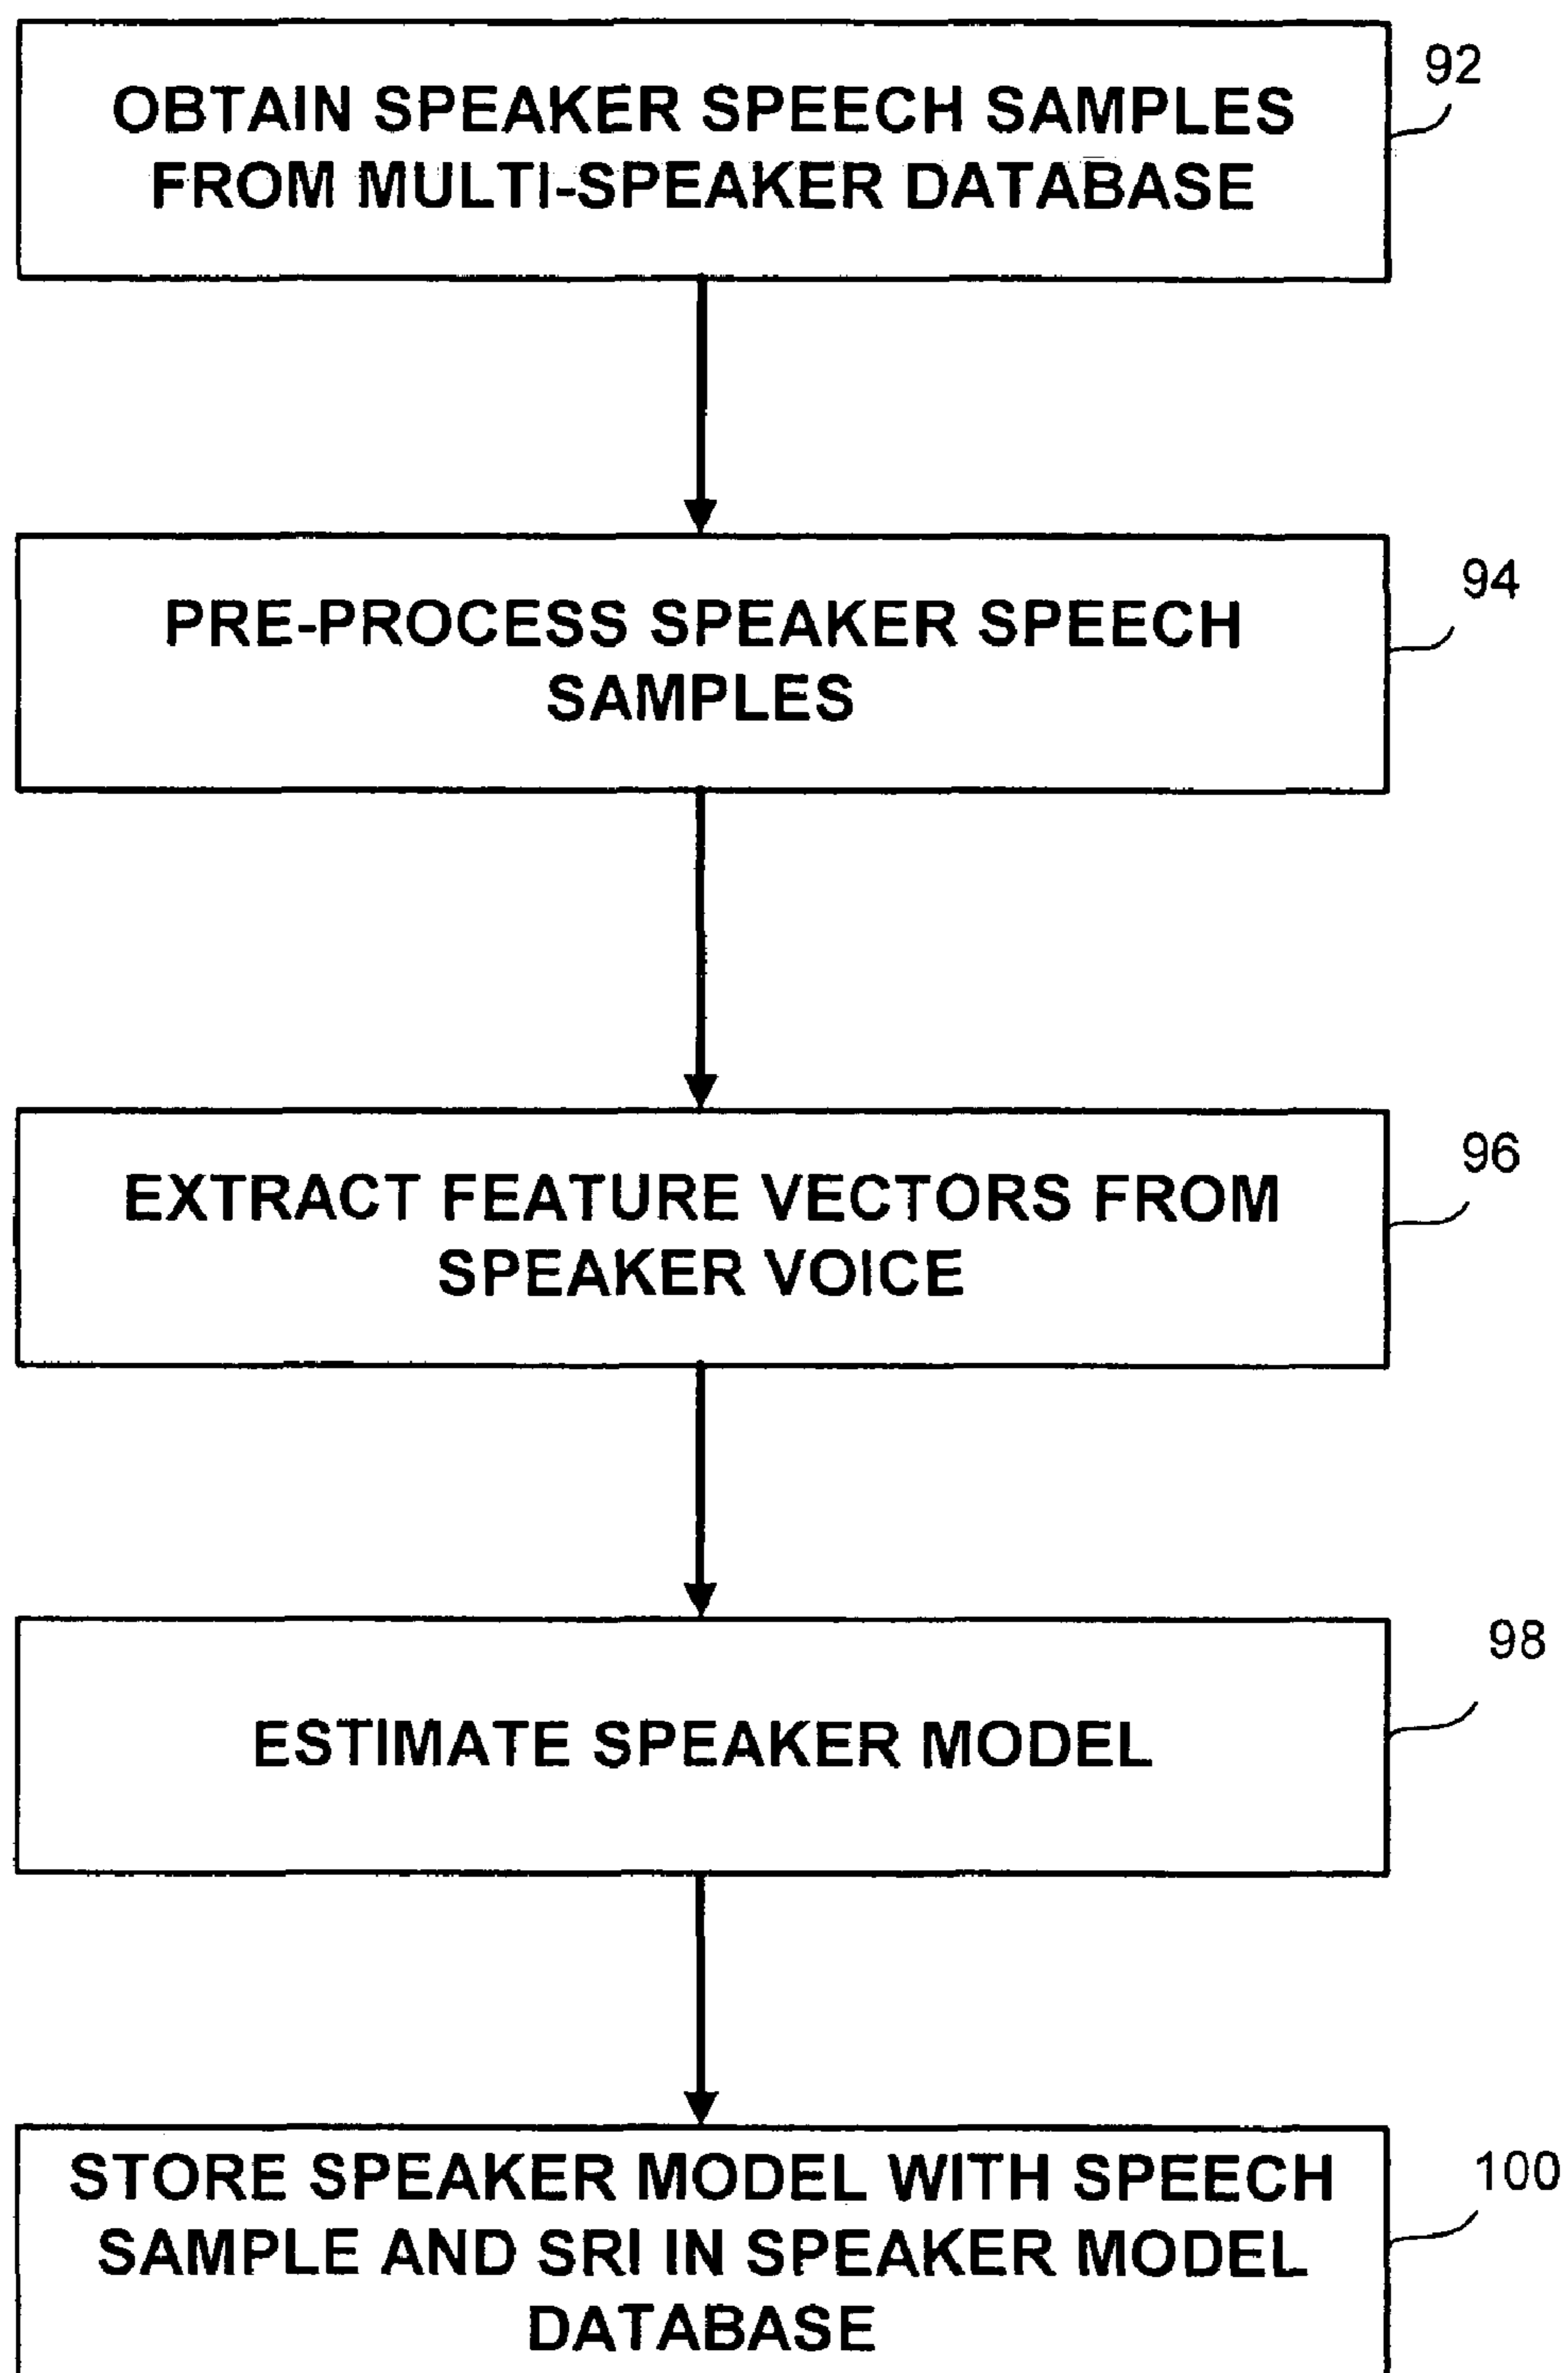 92
OBTAIN SPEAKER SPEECH SAMPLES
FROM MULTI-SPEAKER DATABASE
94
PRE-PROCESS SPEAKER SPEECH
SAMPLES
96
EXTRACT FEATURE VECTORS FROM
SPEAKER VOICE
98
ESTIMATE SPEAKER MODEL
100
STORE SPEAKER MODEL WITH SPEECH
SAMPLE AND SRI IN SPEAKER MODEL
DATABASE